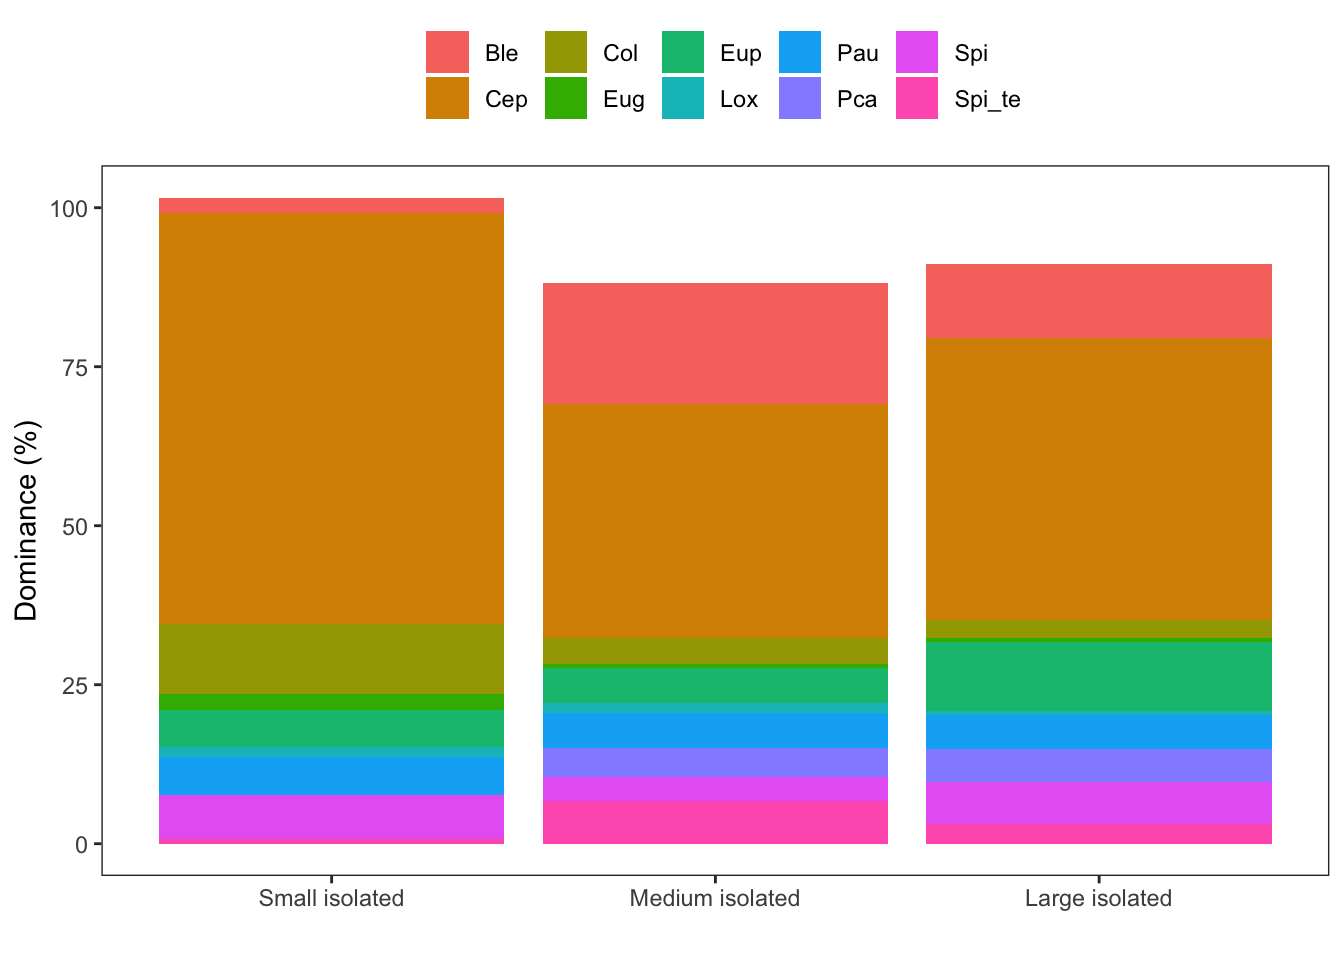 Ble Col Eup Pau Spi
Cep Eug Lox Pca Spi_te
Dominance (%)
100
75
50
25
0
Small isolated Medium isolated Large isolated